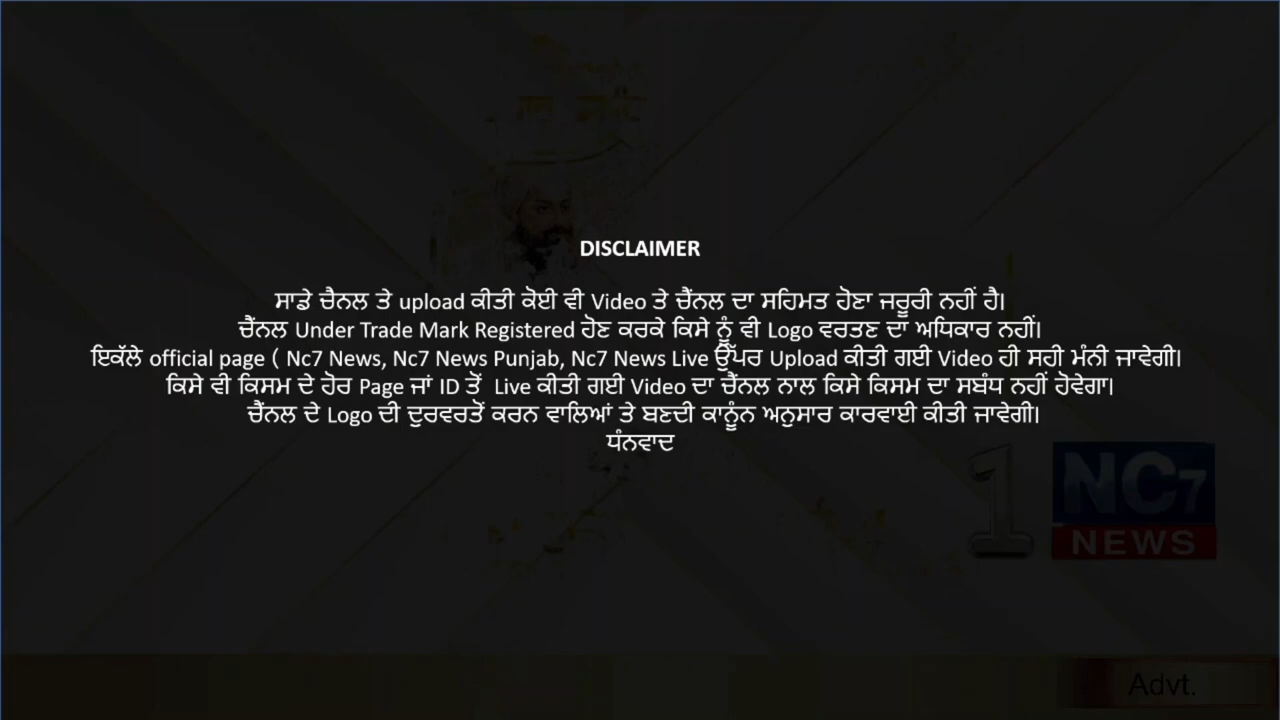 DISCLAIMER
ਸਾਡੇ ਚੈਨਲ ਤੇ upload ਕੀਤੀ ਕੋਈ ਵੀ Video ਤੇ ਚੈੱਨਲ ਦਾ ਸਹਿਮਤ ਹੋਣਾ ਜਰੂਰੀ ਨਹੀਂ ਹੈ।
ਚੈੱਨਲ Under Trade Mark Registered ਹੋਣ ਕਰਕੇ ਕਿਸੇ ਨੂੰ ਵੀ Logo ਵਰਤਣ ਦਾ ਅਧਿਕਾਰ ਨਹੀਂ।
ਇਕੱਲੇ official page ( Nc7 News, Nc7 News Punjab, Nc7 News Live ਉੱਪਰ Upload ਕੀਤੀ ਗਈ Video ਹੀ ਸਹੀ ਮੰਨੀ ਜਾਵੇਗੀ।
ਕਿਸੇ ਵੀ ਕਿਸਮ ਦੇ ਹੋਰ Page ਜਾਂ ID ਤੋਂ Live ਕੀਤੀ ਗਈ Video ਦਾ ਚੈੱਨਲ ਨਾਲ ਕਿਸੇ ਕਿਸਮ ਦਾ ਸਬੰਧ ਨਹੀਂ ਹੋਵੇਗਾ।
ਚੈੱਨਲ ਦੇ Logo ਦੀ ਦੁਰਵਰਤੋਂ ਕਰਨ ਵਾਲਿਆਂ ਤੇ ਬਣਦੀ ਕਾਨੂੰਨ ਅਨੁਸਾਰ ਕਾਰਵਾਈ ਕੀਤੀ ਜਾਵੇਗੀ।
ਧੰਨਵਾਦ
1 NC7
NEWS
Advt.